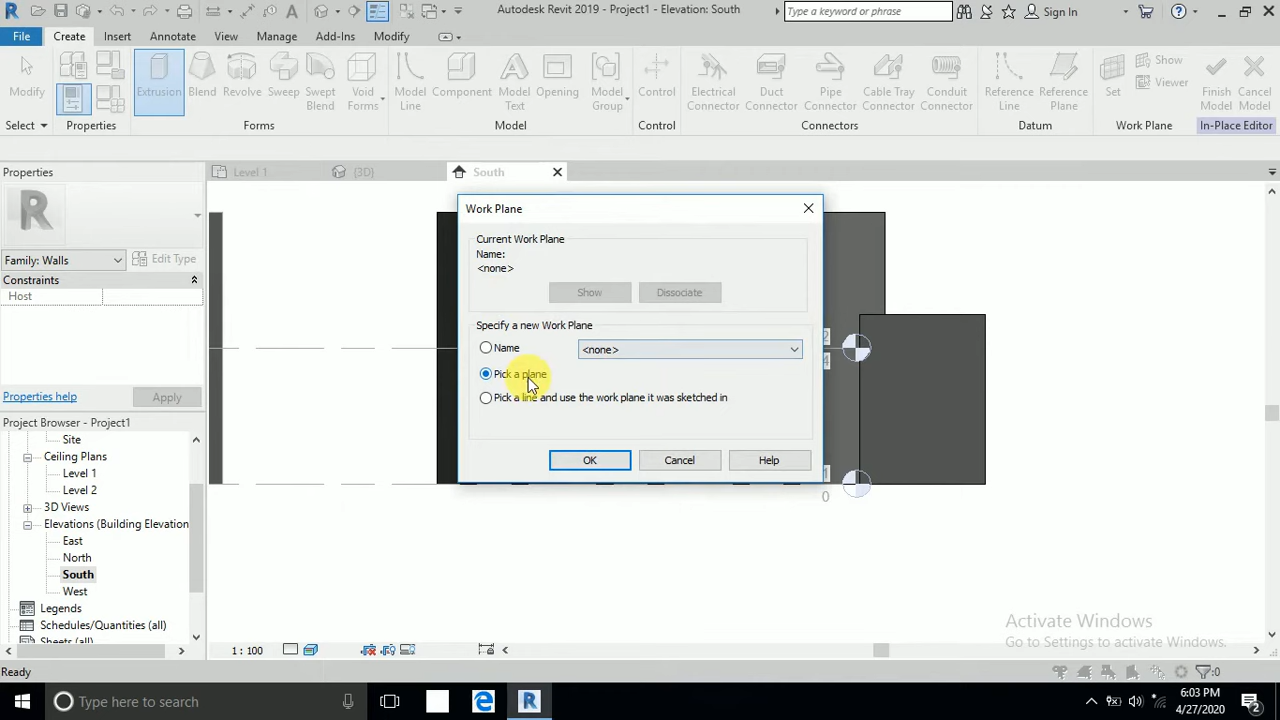 Autodesk Revit 2019 - Project1 - Elevation: South
Type a keyword or phrase
Sign In
File
Create
Insert
Annotate
View
Manage
Add-Ins
Modify
Modify
Extrusion
Blend
Revolve
Sweep
Swept Blend
Void Forms
Model Line
Component
Model Text
Opening
Model Group
Control
Electrical Connector
Duct Connector
Pipe Connector
Cable Tray Connector
Conduit Connector
Reference Line
Reference Plane
Set
Show
Viewer
Finish Model
Cancel Model
Select
Properties
Forms
Model
Control
Connectors
Datum
Work Plane
In-Place Editor
Properties
Level 1
(3D)
South
Family: Walls
Edit Type
Constraints
Host
Properties help
Apply
Project Browser - Project1
Site
Ceiling Plans
Level 1
Level 2
3D Views
Elevations (Building Elevation
East
North
South
West
Legends
Schedules/Quantities (all)
Sheets (all)
Work Plane
Current Work Plane
Name:
<none>
Show
Dissociate
Specify a new Work Plane
Name
<none>
Pick a plane
Pick a line and use the work plane it was sketched in
OK
Cancel
Help
2
4
1
0
Activate Windows
Go to Settings to activate Windows.
1 : 100
Ready
:0
Type here to search
6:03 PM
4/27/2020
2